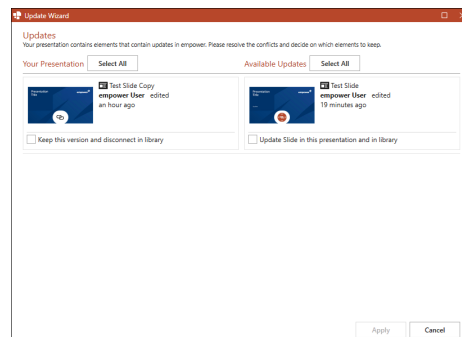 Update Wizard
Updates
Your presentation contains elements that contain updates in empower. Please resolve the conflicts and decide on which elements to keep.
Your Presentation
Select All
Available Updates
Select All
Test Slide Copy
empower User edited
an hour ago
Keep this version and disconnect in library
Test Slide
empower User edited
19 minutes ago
Update Slide in this presentation and in library
Apply
Cancel